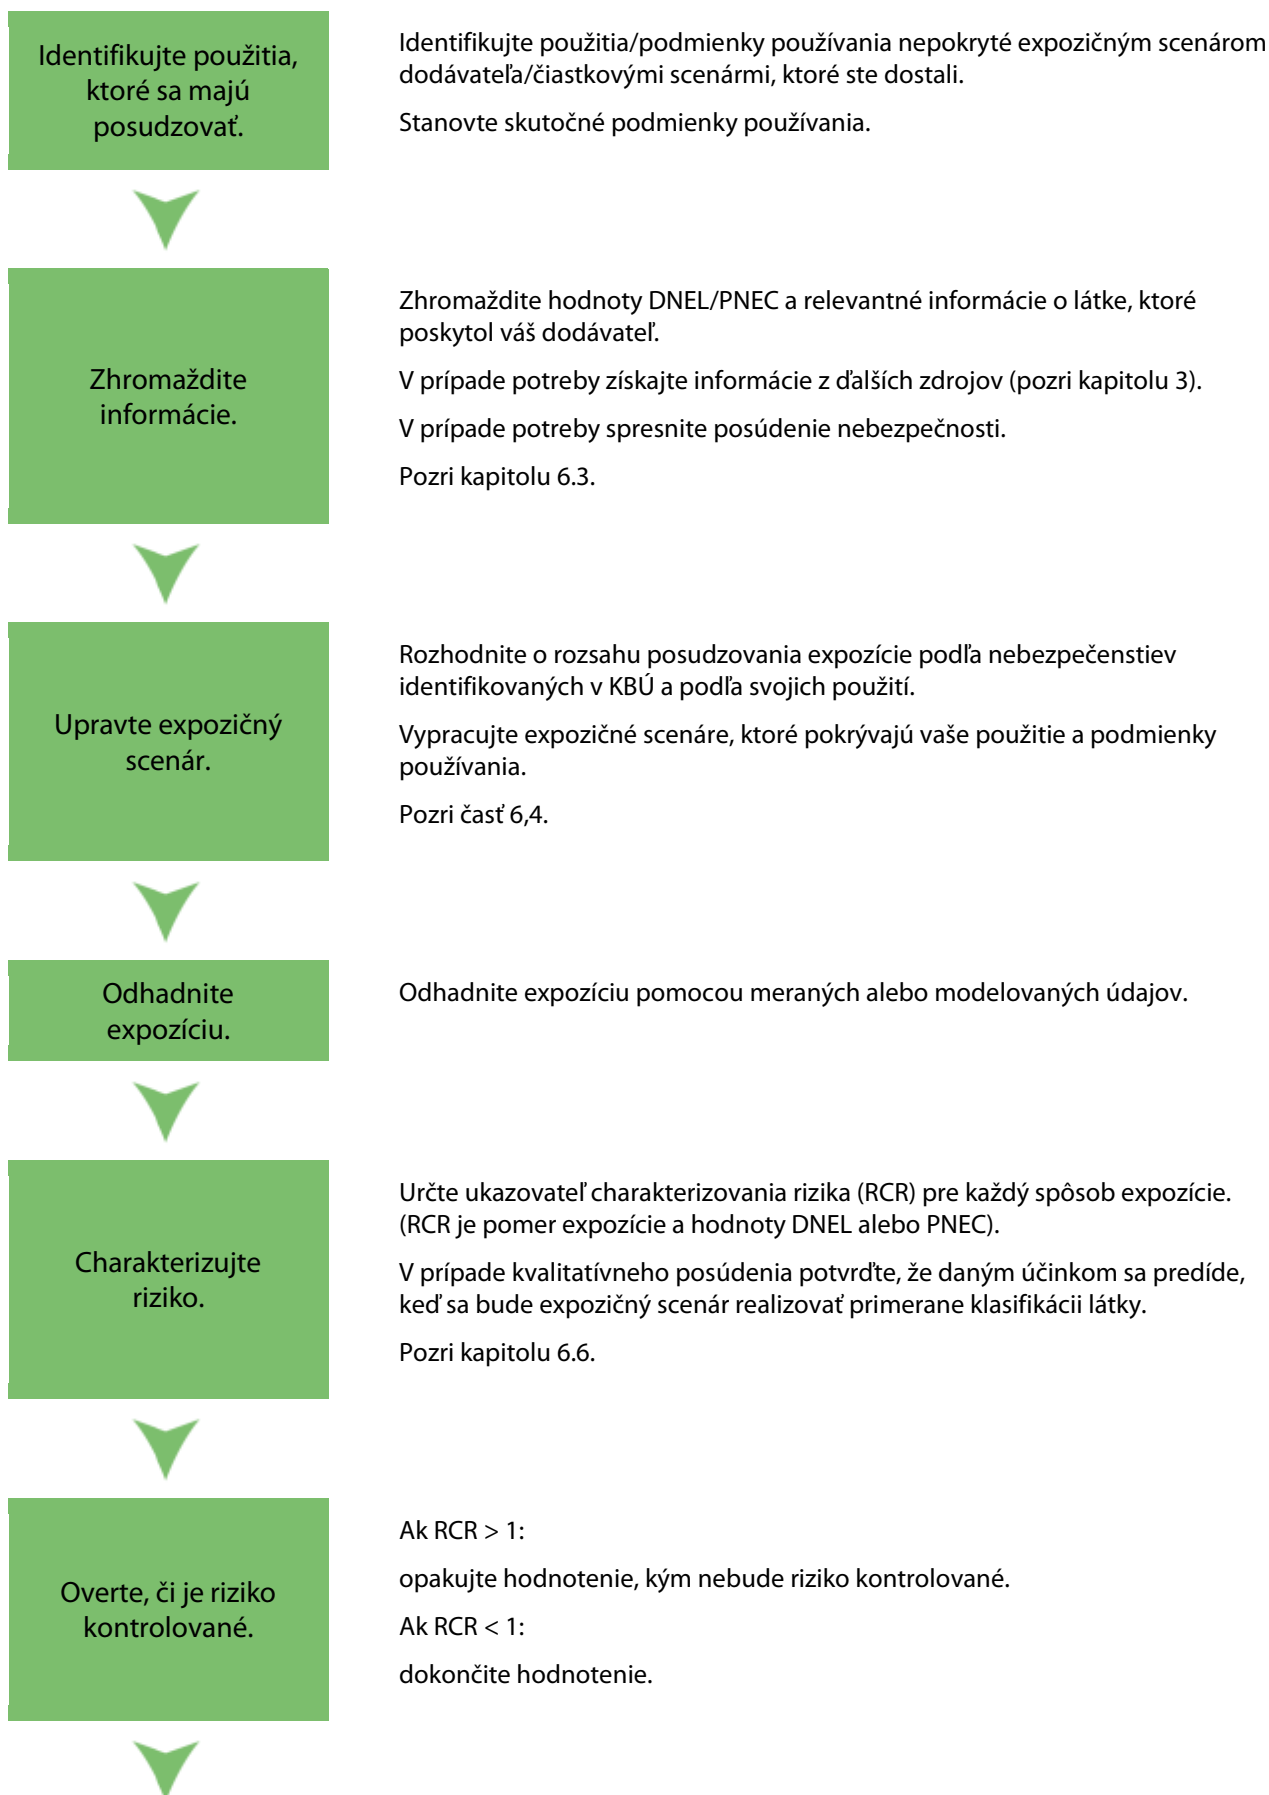 Identifikujte použitia,
ktoré sa majú
posudzovať.
Identifikujte použitia/podmienky používania nepokryté expozičným scenárom
dodávateľa/čiastkovými scenármi, ktoré ste dostali.
Stanovte skutočné podmienky používania.
Zhromaždite
informácie.
Zhromaždite hodnoty DNEL/PNEC a relevantné informácie o látke, ktoré
poskytol váš dodávateľ.
V prípade potreby získajte informácie z ďalších zdrojov (pozri kapitolu 3).
V prípade potreby spresnite posúdenie nebezpečnosti.
Pozri kapitolu 6.3.
Upravte expozičný
scenár.
Rozhodnite o rozsahu posudzovania expozície podľa nebezpečenstiev
identifikovaných v KBÚ a podľa svojich použití.
Vypracujte expozičné scenáre, ktoré pokrývajú vaše použitie a podmienky
používania.
Pozri časť 6,4.
Odhadnite
expozíciu.
Odhadnite expozíciu pomocou meraných alebo modelovaných údajov.
Charakterizujte
riziko.
Určte ukazovateľ charakterizovania rizika (RCR) pre každý spôsob expozície.
(RCR je pomer expozície a hodnoty DNEL alebo PNEC).
V prípade kvalitatívneho posúdenia potvrďte, že daným účinkom sa predíde,
keď sa bude expozičný scenár realizovať primerane klasifikácii látky.
Pozri kapitolu 6.6.
Overte, či je riziko
kontrolované.
Ak RCR > 1:
opakujte hodnotenie, kým nebude riziko kontrolované.
Ak RCR < 1:
dokončite hodnotenie.